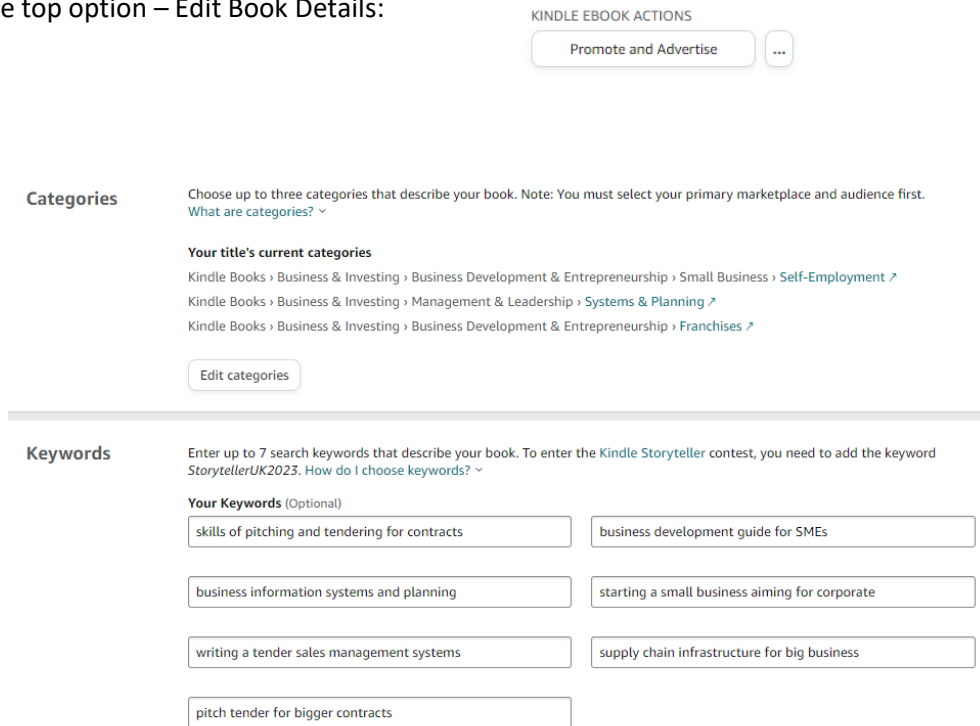 e top option – Edit Book Details:
KINDLE EBOOK ACTIONS
Promote and Advertise
...
Categories
Choose up to three categories that describe your book. Note: You must select your primary marketplace and audience first.
What are categories?
Your title's current categories
Kindle Books › Business & Investing › Business Development & Entrepreneurship › Small Business › Self-Employment ↗
Kindle Books › Business & Investing › Management & Leadership › Systems & Planning ↗
Kindle Books › Business & Investing › Business Development & Entrepreneurship › Franchises ↗
Edit categories
Keywords
Enter up to 7 search keywords that describe your book. To enter the Kindle Storyteller contest, you need to add the keyword
StorytellerUK2023. How do I choose keywords?
Your Keywords (Optional)
skills of pitching and tendering for contracts
business development guide for SMEs
business information systems and planning
starting a small business aiming for corporate
writing a tender sales management systems
supply chain infrastructure for big business
pitch tender for bigger contracts